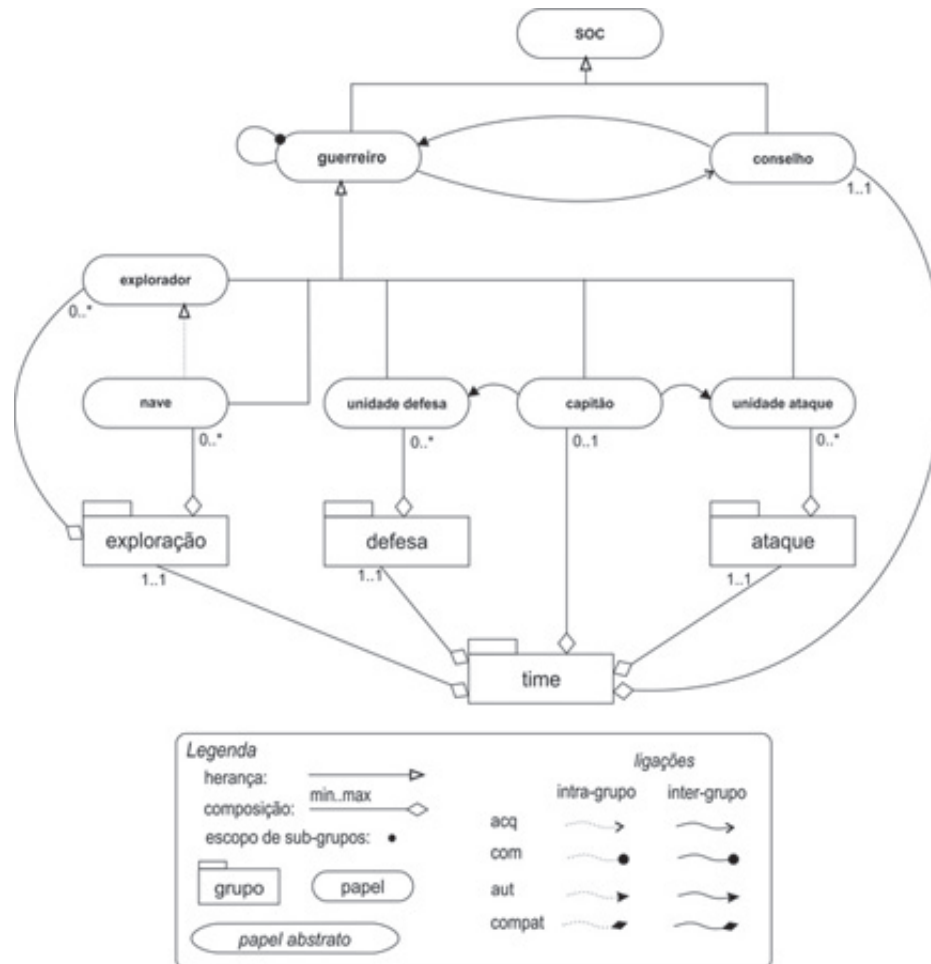 soc
guerreiro
conselho
1..1
explorador
0..*
nave
unidade defesa
capitão
unidade ataque
0..*
0..*
0..1
0..*
exploração
defesa
ataque
1..1
1..1
1..1
time
Legenda
ligações
herança:
intra-grupo
inter-grupo
composição:
min..max
acq
escopo de sub-grupos:
com
grupo
papel
aut
compat
papel abstrato